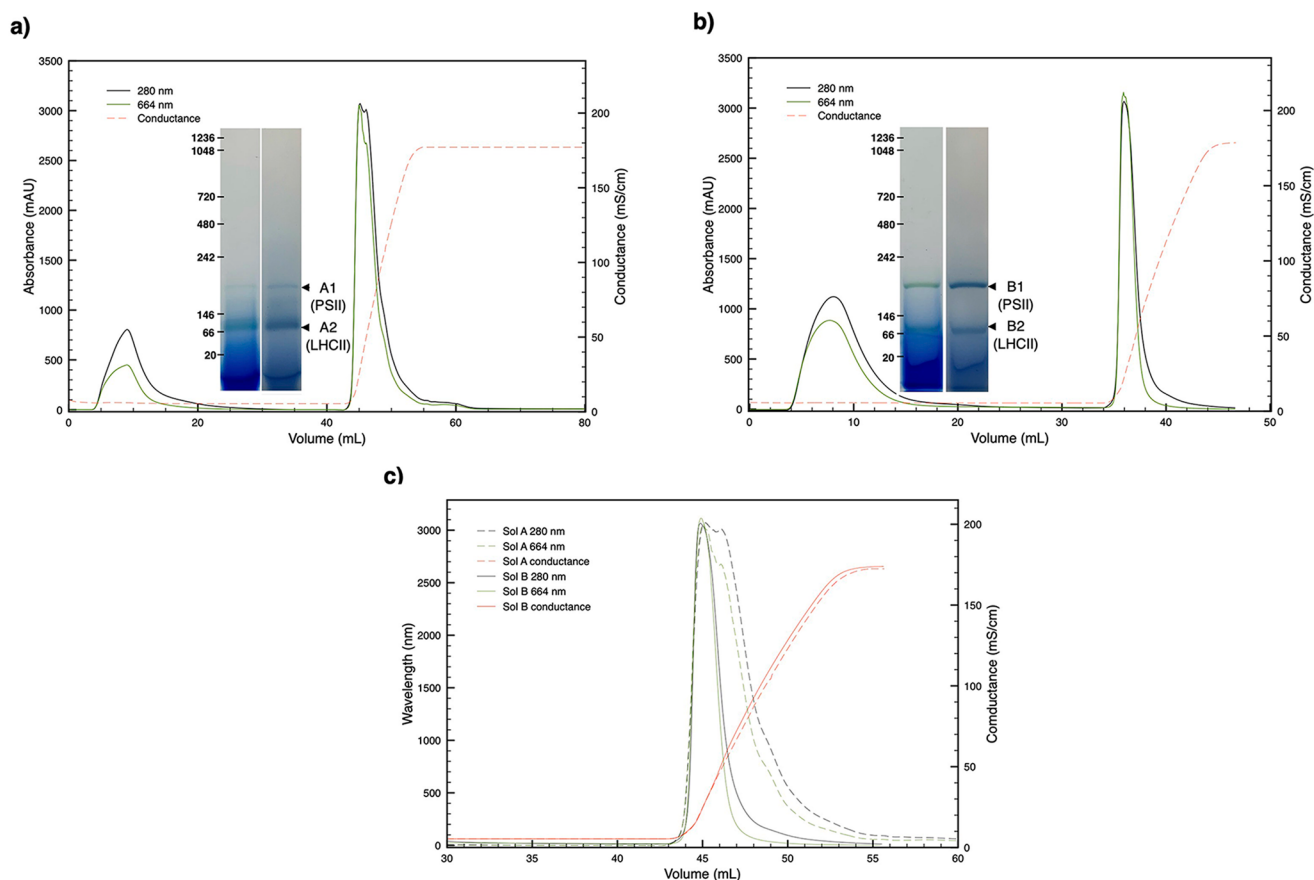 a)
3500
3000
2500
2000
1500
1000
500
0
Absorbance (mAU)
280 nm
664 nm
Conductance
1236
1048
720
480
242
146
66
20
A1
(PSII)
A2
(LHCII)
200
150
100
50
0
Conductance (mS/cm)
0 20 40 60 80
Volume (mL)
b)
3500
3000
2500
2000
1500
1000
500
0
Absorbance (mAU)
280 nm
664 nm
Conductance
1236
1048
720
480
242
146
66
20
B1
(PSII)
B2
(LHCII)
200
150
100
50
0
Conductance (mS/cm)
0 10 20 30 40 50
Volume (mL)
c)
3000
2500
2000
1500
1000
500
0
Wavelength (nm)
Sol A 280 nm
Sol A 664 nm
Sol A conductance
Sol B 280 nm
Sol B 664 nm
Sol B conductance
200
150
100
50
0
Comductance (mS/cm)
30 35 40 45 50 55 60
Volume (mL)